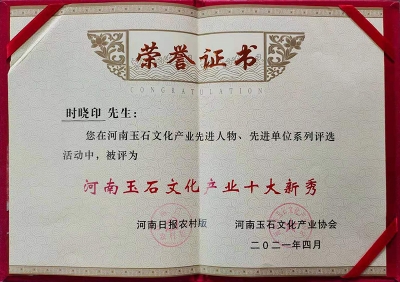 荣誉证书
CONGRATULATION
时晓印 先生：
您在河南玉石文化产业先进人物、先进单位系列评选
活动中，被评为
河南玉石文化产业十大新秀
河南日报农村版 河南玉石文化产业协会
二〇二一年四月